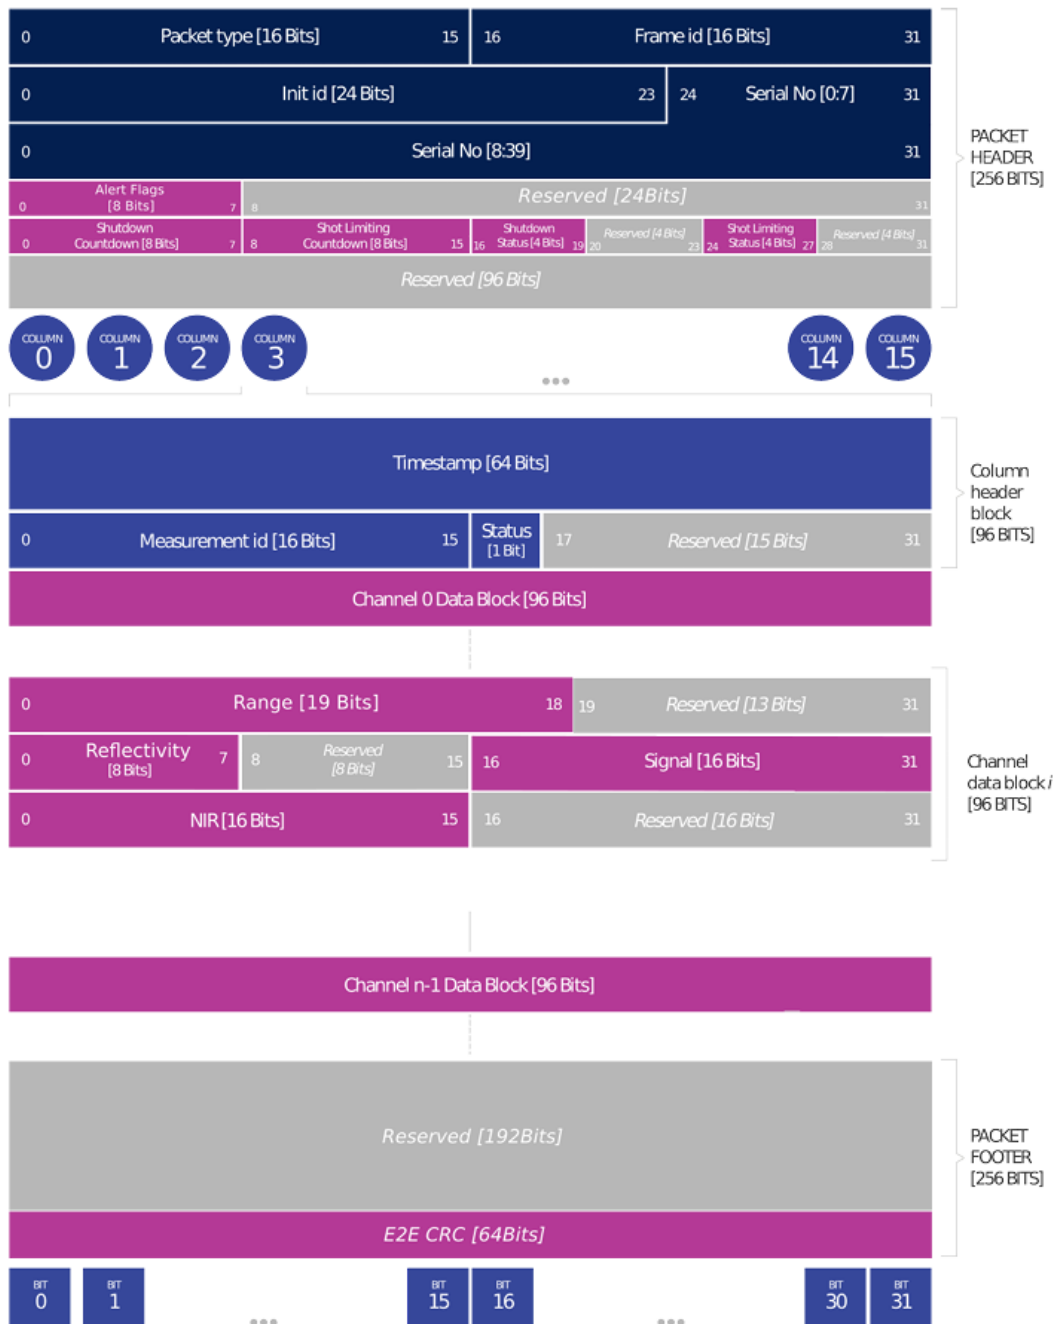 0 Packet type [16 Bits] 15 16 Frame id [16 Bits] 31
0 Init id [24 Bits] 23 24 Serial No [0:7] 31
0 Serial No [8:39] 31
PACKET
HEADER
[256 BITS]
Alert Flags
0 [8 Bits] 7 8 Reserved [24Bits] 31
Shutdown Shot Limiting Shutdown Shot Limiting
0 Countdown [8 Bits] 7 8 Countdown [8 Bits] 15 16 Status [4 Bits] 19 20 Reserved [4 Bits] 23 24 Status [4 Bits] 27 28 Reserved [4 Bits] 31
Reserved [96 Bits]
COLUMN COLUMN COLUMN COLUMN COLUMN COLUMN
0 1 2 3 ... 14 15
Timestamp [64 Bits]
Column
header
block
[96 BITS]
0 Measurement id [16 Bits] 15 Status [1 Bit] 17 Reserved [15 Bits] 31
Channel 0 Data Block [96 Bits]
0 Range [19 Bits] 18 19 Reserved [13 Bits] 31
0 Reflectivity [8 Bits] 7 8 Reserved [8 Bits] 15 16 Signal [16 Bits] 31
Channel
data block i
[96 BITS]
0 NIR [16 Bits] 15 16 Reserved [16 Bits] 31
Channel n-1 Data Block [96 Bits]
Reserved [192Bits]
PACKET
FOOTER
[256 BITS]
E2E CRC [64Bits]
BIT BIT BIT BIT BIT BIT
0 1 ... 15 16 ... 30 31